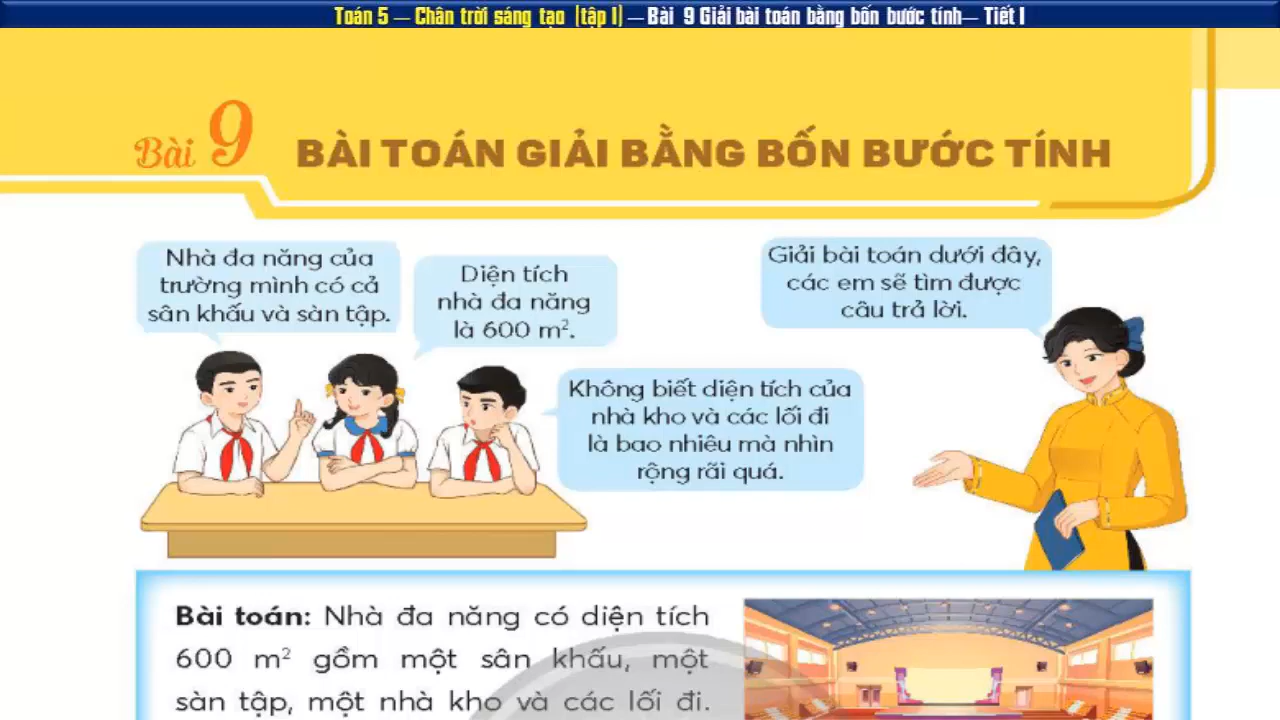 Toán 5 – Chân trời sáng tạo (tập 1) – Bài 9 Giải bài toán bằng bốn bước tính– Tiết 1
Bài 9 BÀI TOÁN GIẢI BẰNG BỐN BƯỚC TÍNH
Nhà đa năng của
trường mình có cả
sân khấu và sàn tập.
Diện tích
nhà đa năng
là 600 m².
Không biết diện tích của
nhà kho và các lối đi
là bao nhiêu mà nhìn
rộng rãi quá.
Giải bài toán dưới đây,
các em sẽ tìm được
câu trả lời.
Bài toán: Nhà đa năng có diện tích
600 m² gồm một sân khấu, một
sàn tập, một nhà kho và các lối đi.